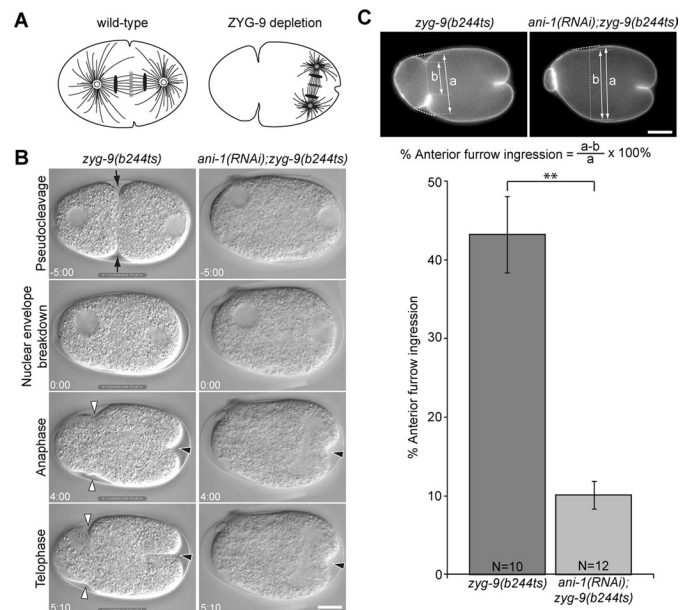 A
wild-type
ZYG-9 depletion
B
zyg-9(b244ts)
ani-1(RNAi);zyg-9(b244ts)
Pseudocleavage
-5:00
-5:00
Nuclear envelope
breakdown
0:00
0:00
Anaphase
4:00
4:00
Telophase
5:10
5:10
C
zyg-9(b244ts)
ani-1(RNAi);zyg-9(b244ts)
b
a
b
a
% Anterior furrow ingression = a-b
a
x 100%
% Anterior furrow ingression
50
40
30
20
10
0
**
N=10
N=12
zyg-9(b244ts)
ani-1(RNAi);
zyg-9(b244ts)